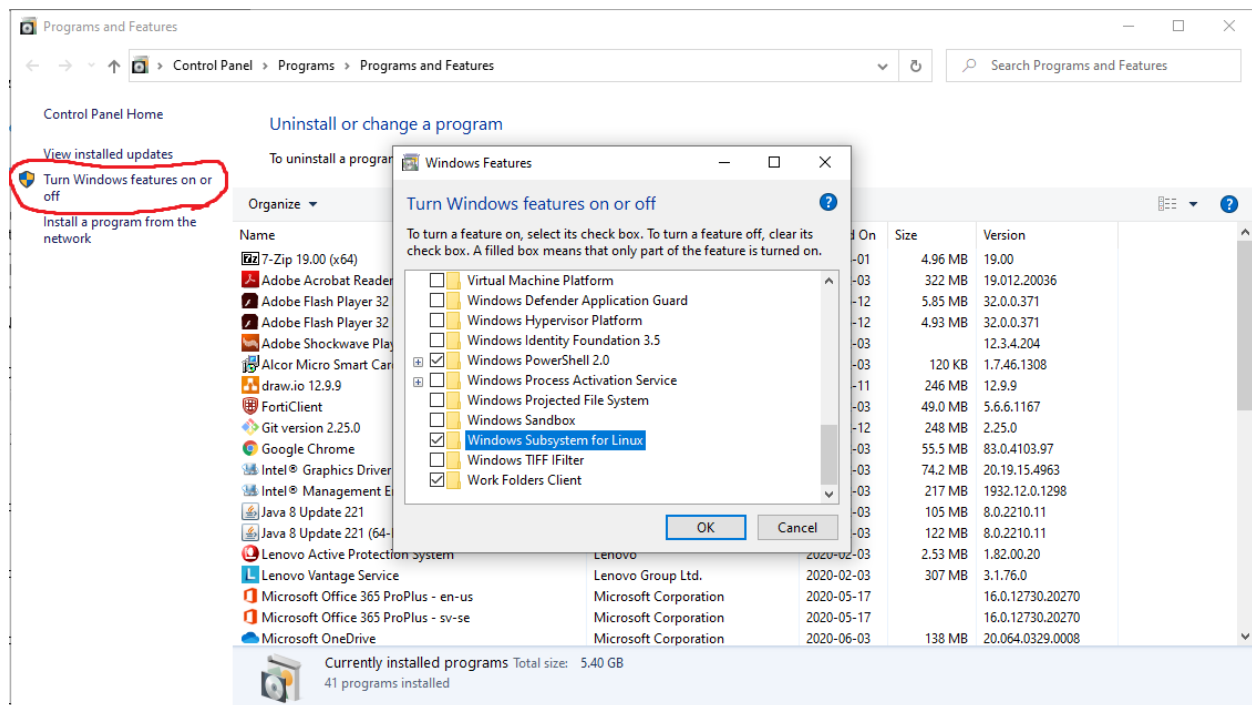 Programs and Features
Control Panel > Programs > Programs and Features
Search Programs and Features
Control Panel Home
View installed updates
Turn Windows features on or
off
Install a program from the
network
Uninstall or change a program
To uninstall a program
Windows Features
Turn Windows features on or off
To turn a feature on, select its check box. To turn a feature off, clear its
check box. A filled box means that only part of the feature is turned on.
Virtual Machine Platform
Windows Defender Application Guard
Windows Hypervisor Platform
Windows Identity Foundation 3.5
Windows PowerShell 2.0
Windows Process Activation Service
Windows Projected File System
Windows Sandbox
Windows Subsystem for Linux
Windows TIFF IFilter
Work Folders Client
OK Cancel
Organize
Name d On Size Version
7-Zip 19.00 (x64) -01 4.96 MB 19.00
Adobe Acrobat Reader -03 322 MB 19.012.20036
Adobe Flash Player 32 -12 5.85 MB 32.0.0.371
Adobe Flash Player 32 -12 4.93 MB 32.0.0.371
Adobe Shockwave Play -03 12.3.4.204
Alcor Micro Smart Car -03 120 KB 1.7.46.1308
draw.io 12.9.9 -11 246 MB 12.9.9
FortiClient -03 49.0 MB 5.6.6.1167
Git version 2.25.0 -12 248 MB 2.25.0
Google Chrome -03 55.5 MB 83.0.4103.97
Intel® Graphics Driver -03 74.2 MB 20.19.15.4963
Intel® Management E -03 217 MB 1932.12.0.1298
Java 8 Update 221 -03 105 MB 8.0.2210.11
Java 8 Update 221 (64- -03 122 MB 8.0.2210.11
Lenovo Active Protection System Lenovo 2020-02-03 2.53 MB 1.82.00.20
Lenovo Vantage Service Lenovo Group Ltd. 2020-02-03 307 MB 3.1.76.0
Microsoft Office 365 ProPlus - en-us Microsoft Corporation 2020-05-17 16.0.12730.20270
Microsoft Office 365 ProPlus - sv-se Microsoft Corporation 2020-05-17 16.0.12730.20270
Microsoft OneDrive Microsoft Corporation 2020-06-03 138 MB 20.064.0329.0008
Currently installed programs Total size: 5.40 GB
41 programs installed